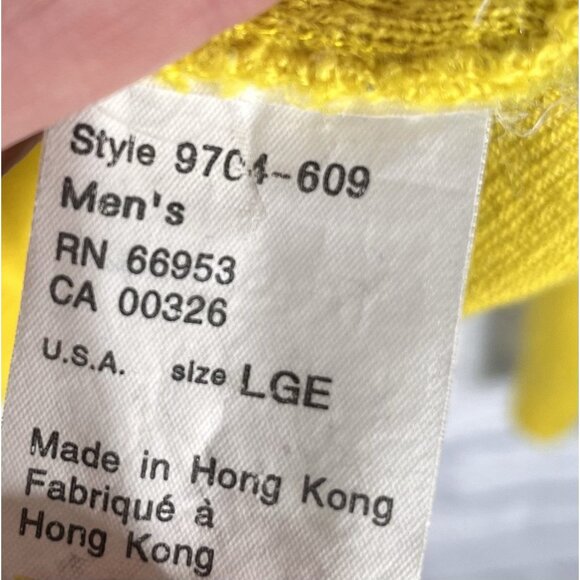 Style 9704-609
Men's
RN 66953
CA 00326
U.S.A. size LGE
Made in Hong Kong
Fabriqué à
Hong Kong